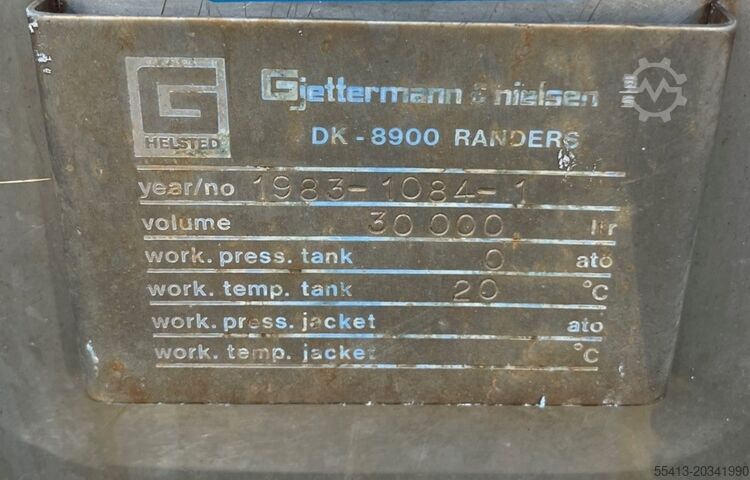 G
HELSTED
Gjettermann & nielsen
DK - 8900 RANDERS
year/no 1983-1084-1
volume 30 000 ltr
work. press. tank 0 ato
work. temp. tank 20 °C
work. press. jacket ato
work. temp. jacket °C
55413-20341990